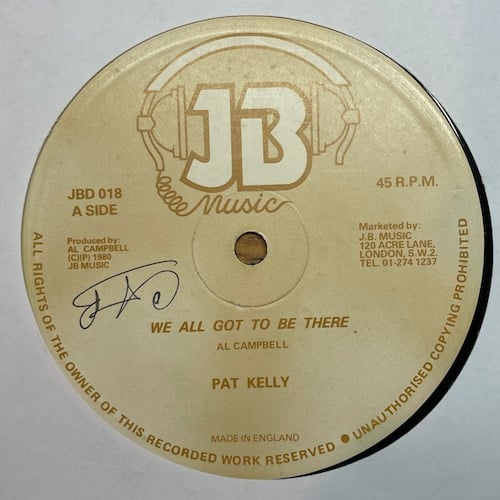 JB
Music
JBD 018
A SIDE
45 R.P.M.
Produced by:
AL CAMPBELL
(C)(P) 1980
JB MUSIC
Marketed by:
J.B. MUSIC
120 ACRE LANE,
LONDON, S.W.2.
TEL. 01-274 1237
WE ALL GOT TO BE THERE
AL CAMPBELL
PAT KELLY
MADE IN ENGLAND
ALL RIGHTS OF THE OWNER OF THIS RECORDED WORK RESERVED ● UNAUTHORISED COPYING PROHIBITED